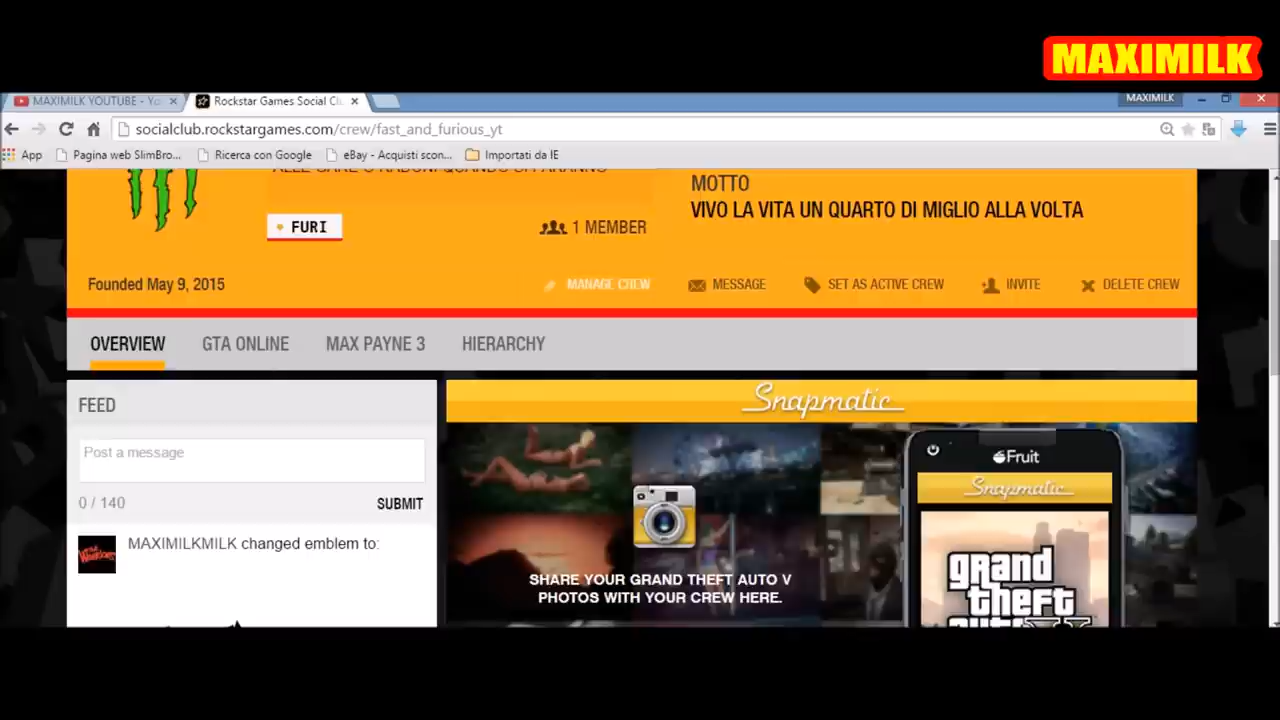 MAXIMILK
MAXIMILK YOUTUBE - Yo
Rockstar Games Social Clu
MAXIMILK
socialclub.rockstargames.com/crew/fast_and_furious_yt
App
Pagina web SlimBro...
Ricerca con Google
eBay - Acquisti scon...
Importati da IE
MOTTO
VIVO LA VITA UN QUARTO DI MIGLIO ALLA VOLTA
FURI
1 MEMBER
Founded May 9, 2015
MANAGE CREW
MESSAGE
SET AS ACTIVE CREW
INVITE
DELETE CREW
OVERVIEW
GTA ONLINE
MAX PAYNE 3
HIERARCHY
FEED
Snapmatic
Post a message
0 / 140
SUBMIT
MAXIMILKMILK changed emblem to:
SHARE YOUR GRAND THEFT AUTO V
PHOTOS WITH YOUR CREW HERE.
Fruit
Snapmatic
grand
theft